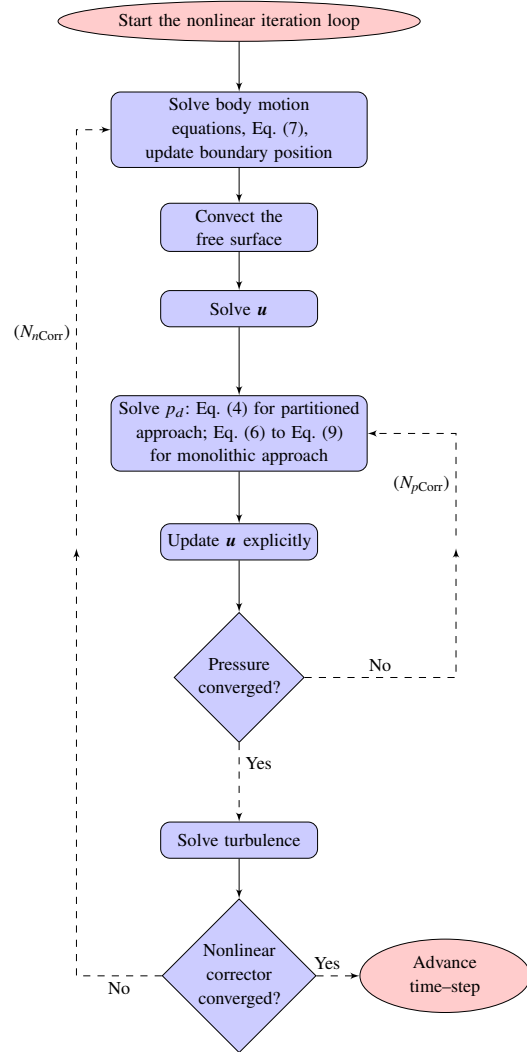 Start the nonlinear iteration loop
Solve body motion
equations, Eq. (7),
update boundary position
Convect the
free surface
(NnCorr)
Solve u
Solve pd: Eq. (4) for partitioned
approach; Eq. (6) to Eq. (9)
for monolithic approach
(NpCorr)
Update u explicitly
Pressure
converged?
No
Yes
Solve turbulence
Nonlinear
corrector
converged?
No
Yes
Advance
time–step